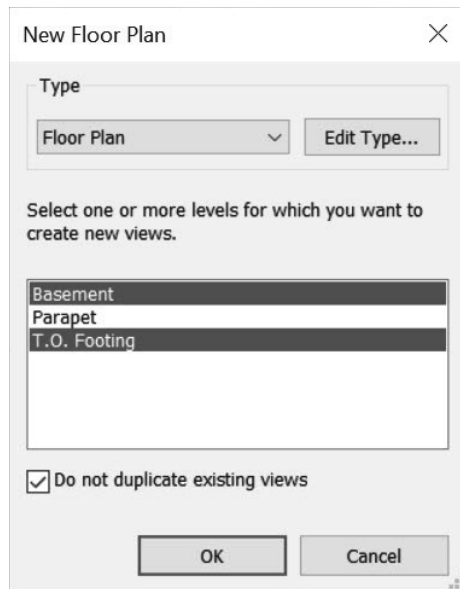 New Floor Plan
Type
Floor Plan
Edit Type...
Select one or more levels for which you want to
create new views.
Basement
Parapet
T.O. Footing
Do not duplicate existing views
OK
Cancel